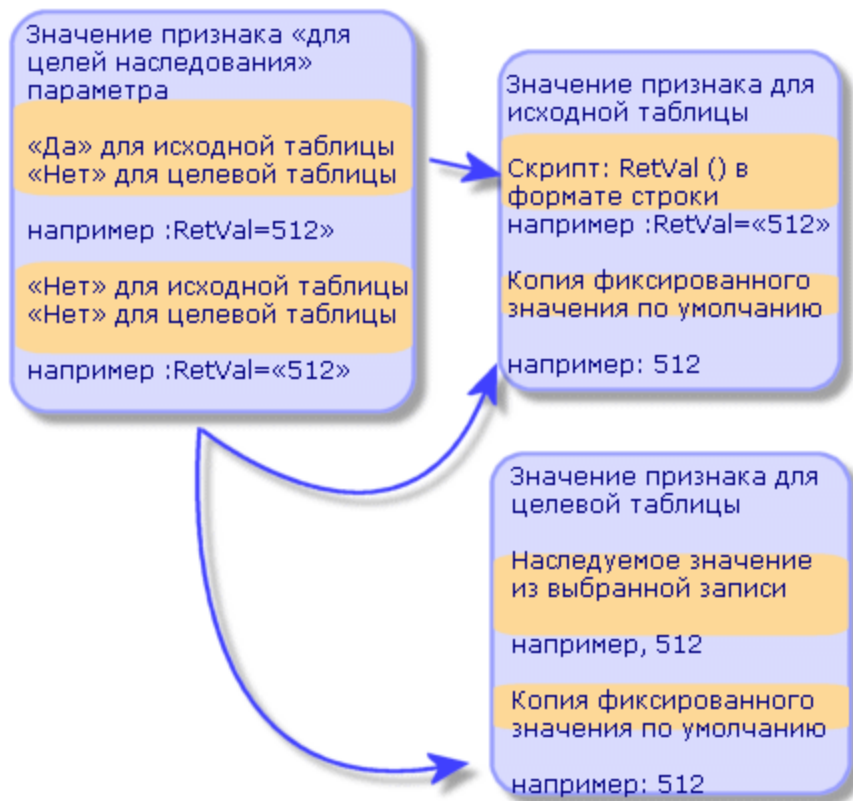 Значение признака «для
целей наследования»
параметра
«Да» для исходной таблицы
«Нет» для целевой таблицы
например :RetVal=512»
«Нет» для исходной таблицы
«Нет» для целевой таблицы
например :RetVal=«512»
Значение признака для
исходной таблицы
Скрипт: RetVal () в
формате строки
например :RetVal=«512»
Копия фиксированного
значения по умолчанию
например: 512
Значение признака для
целевой таблицы
Наследуемое значение
из выбранной записи
например, 512
Копия фиксированного
значения по умолчанию
например: 512